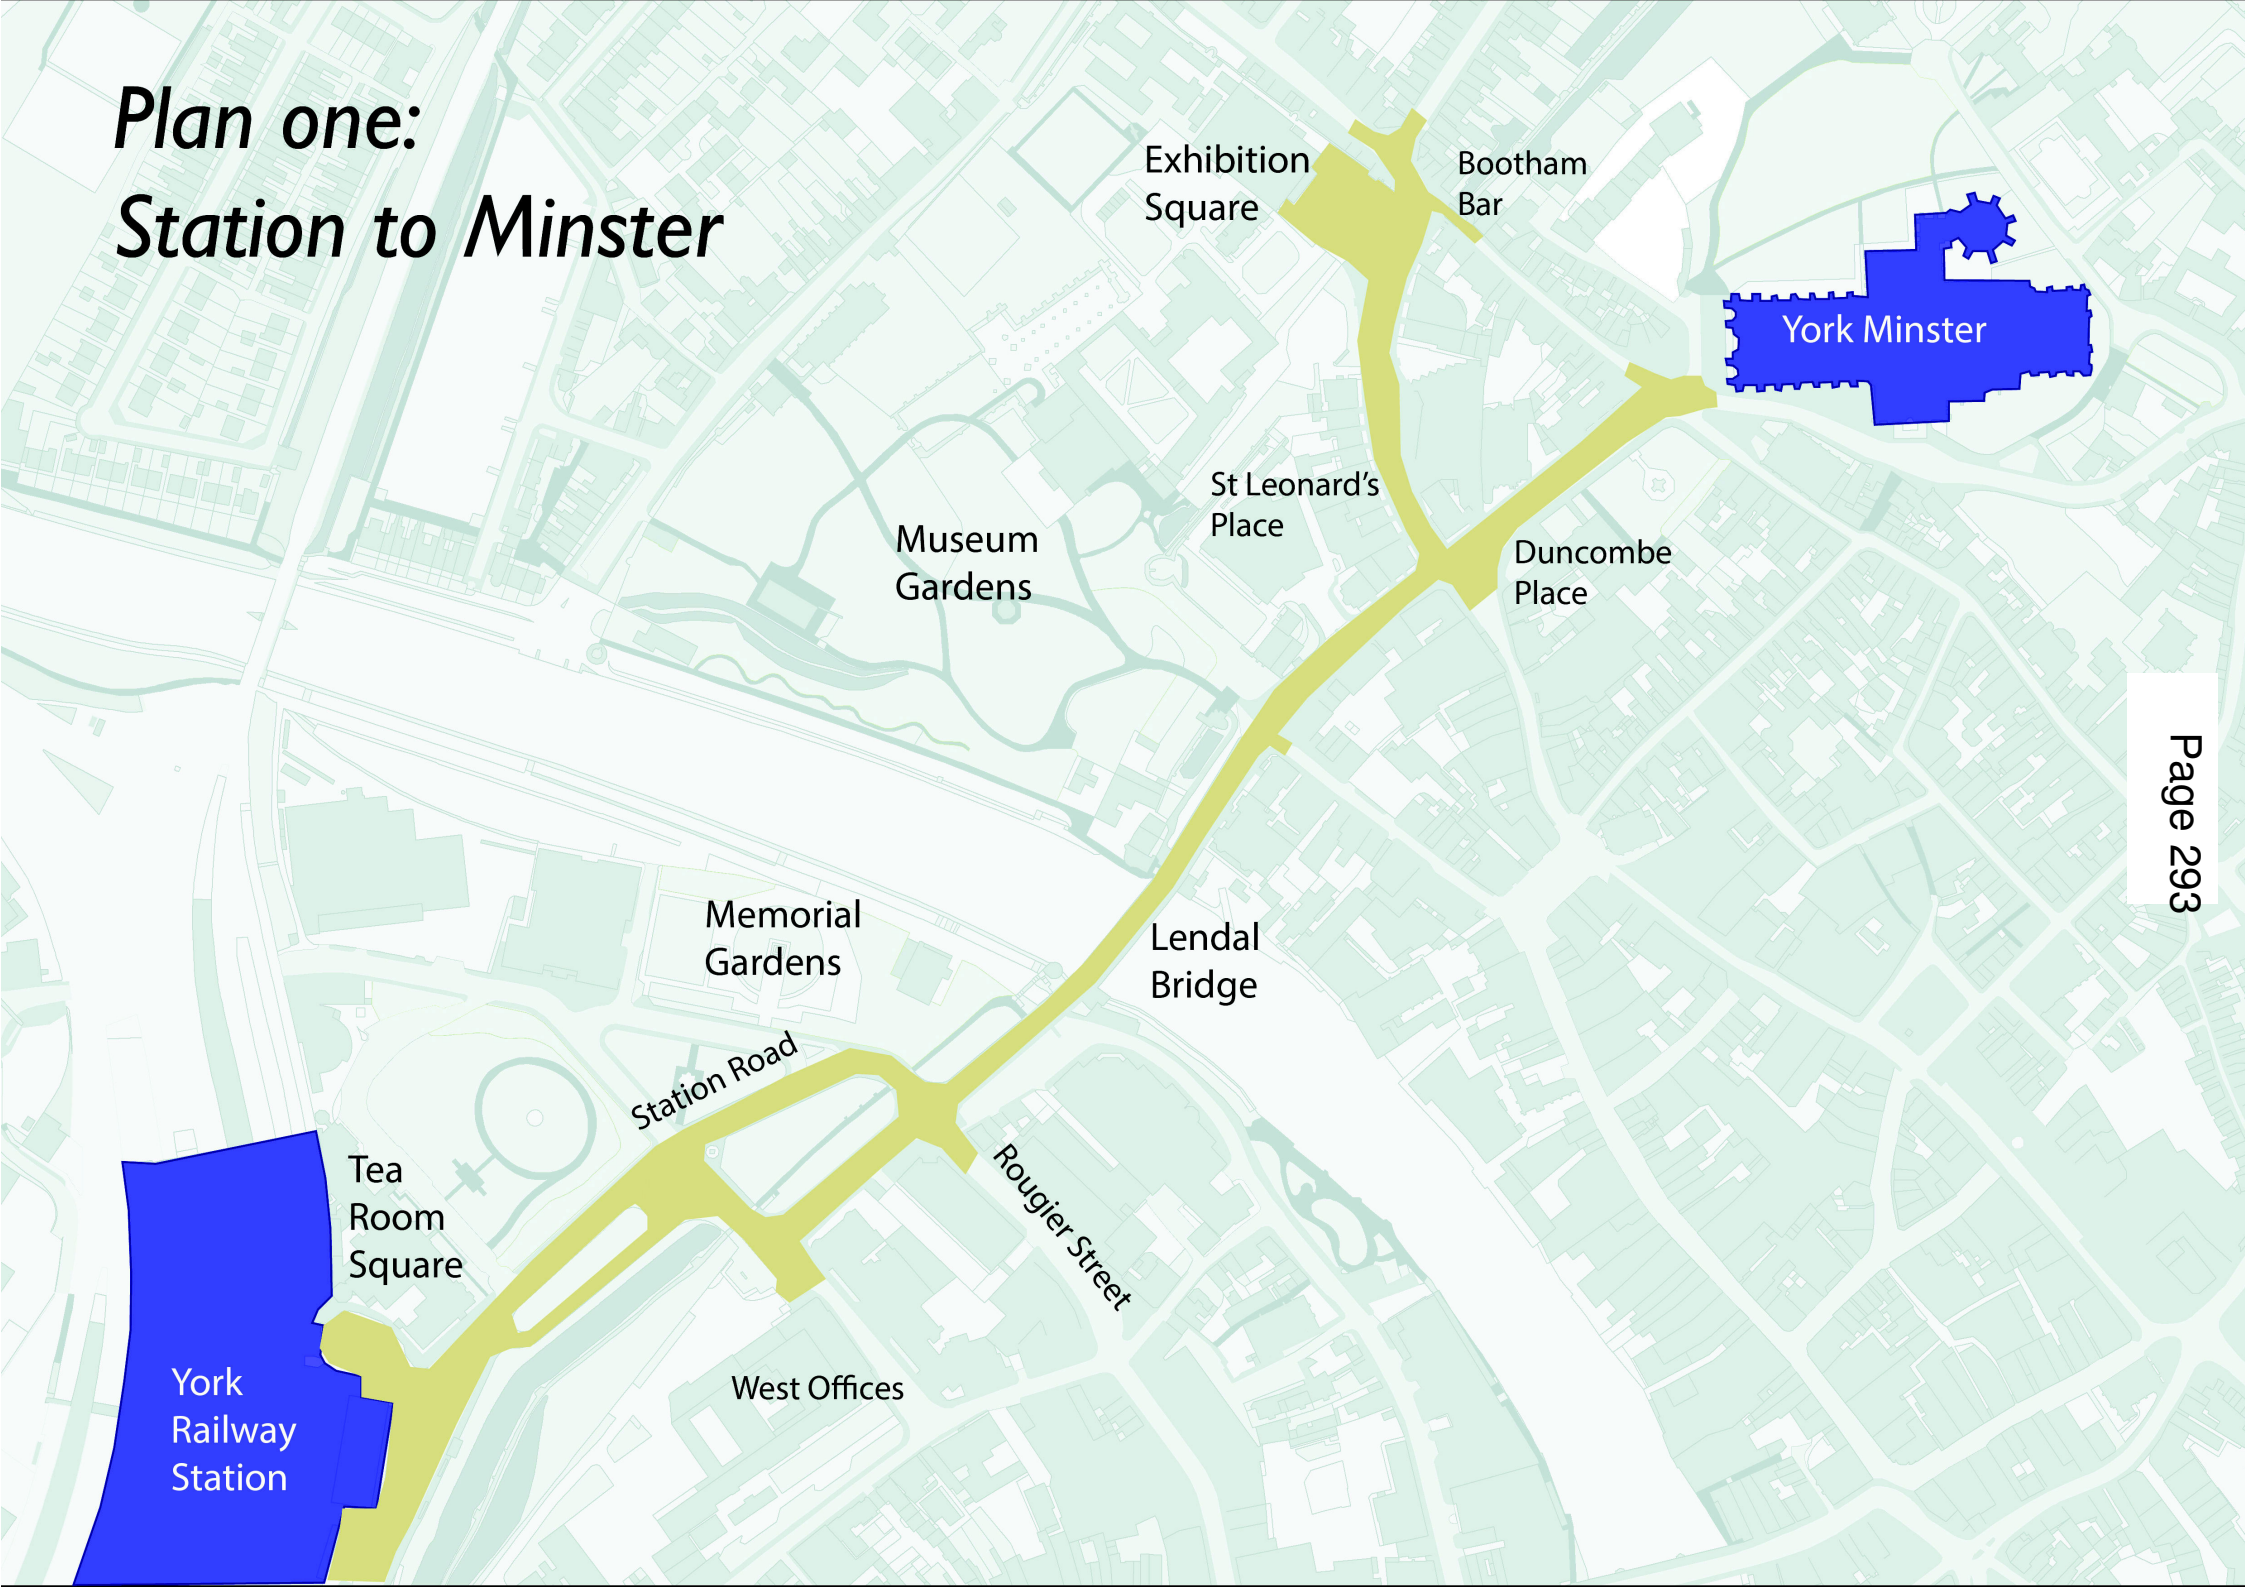 Plan one:
Station to Minster
Exhibition
Square
Bootham
Bar
York Minster
St Leonard's
Place
Museum
Gardens
Duncombe
Place
Page 293
Memorial
Gardens
Lendal
Bridge
Station Road
Tea
Room
Square
Rougier Street
York
Railway
Station
West Offices